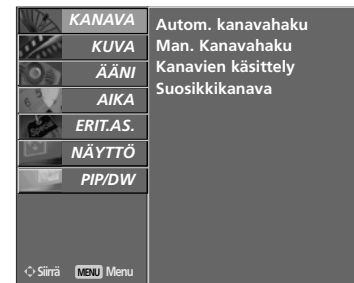 KANAVA
KUVA
ÄÄNI
AIKA
ERIT.AS.
NÄYTTÖ
PIP/DW
Autom. kanavahaku
Man. Kanavahaku
Kanavien käsittely
Suosikkikanava
Siirrä MENU Menu